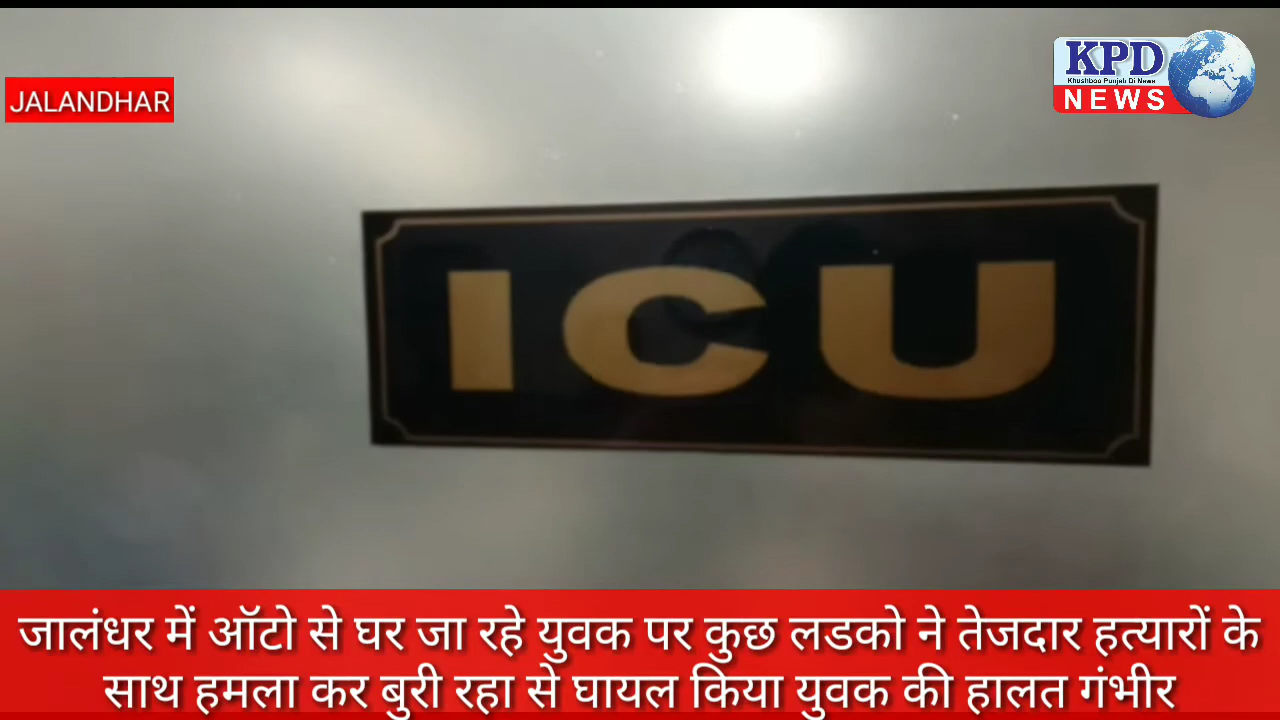 JALANDHAR
KPD
Khushboo Punjab Di News
NEWS
ICU
जालंधर में ऑटो से घर जा रहे युवक पर कुछ लडको ने तेजदार हत्यारों के
साथ हमला कर बुरी रहा से घायल किया युवक की हालत गंभीर